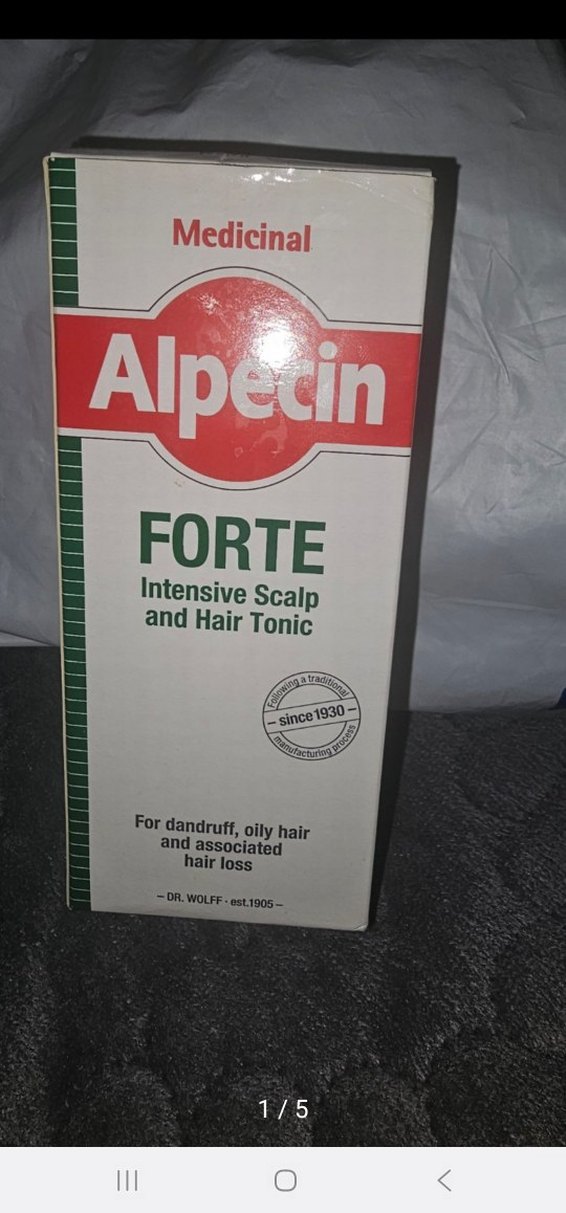 Medicinal
Alpecin
FORTE
Intensive Scalp
and Hair Tonic
Following a traditional
– since 1930 –
manufacturing process
For dandruff, oily hair
and associated
hair loss
– DR. WOLFF · est.1905 –
1 / 5